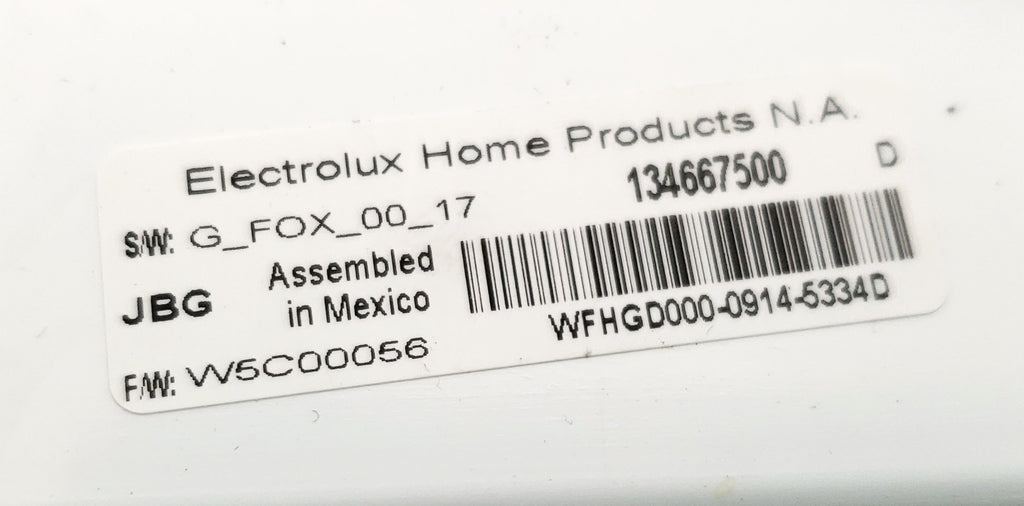 Electrolux Home Products N.A.
134667500 D
S/W: G_FOX_00_17
JBG
Assembled
in Mexico
WFHGD000-0914-5334D
F/W: W5C00056